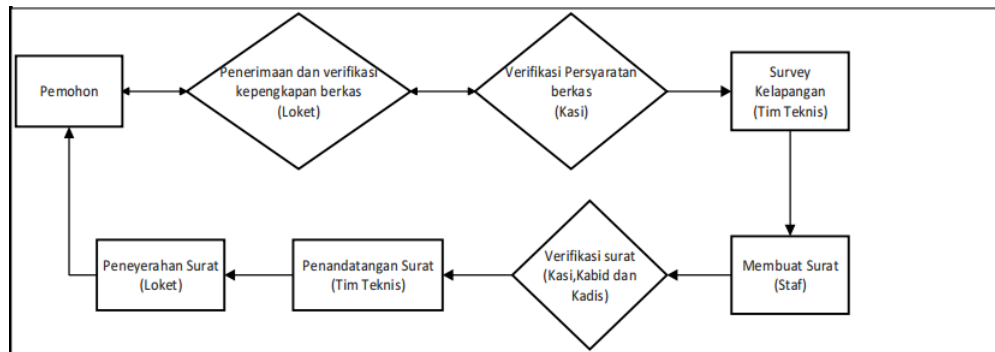 Pemohon
Penerimaan dan verifikasi
kepengkapan berkas
(Loket)
Verifikasi Persyaratan
berkas
(Kasi)
Survey
Kelapangan
(Tim Teknis)
Peneyerahan Surat
(Loket)
Penandatangan Surat
(Tim Teknis)
Verifikasi surat
(Kasi,Kabid dan
Kadis)
Membuat Surat
(Staf)